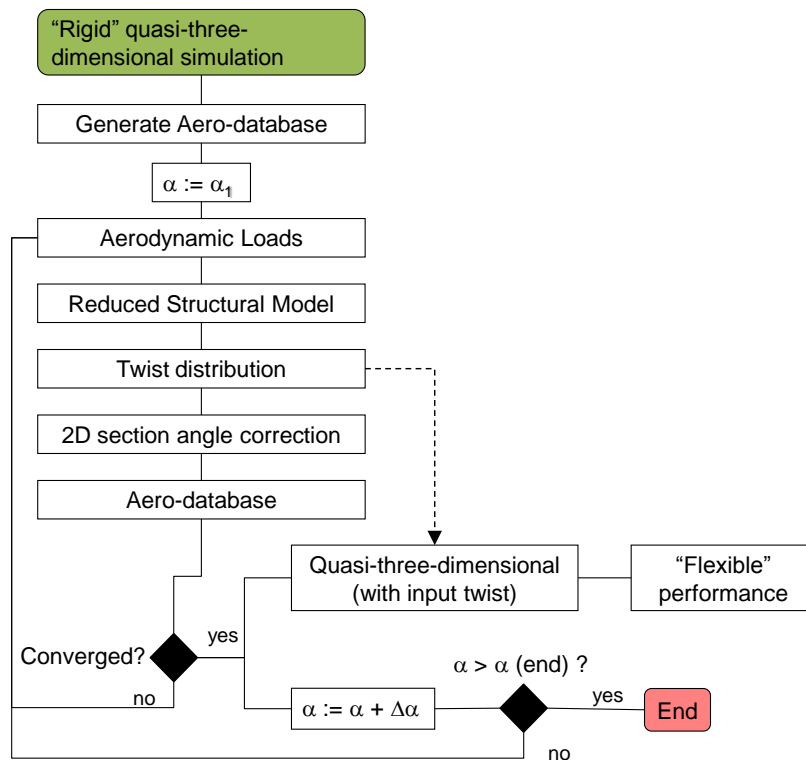 “Rigid” quasi-three-
dimensional simulation
Generate Aero-database
α := α₁
Aerodynamic Loads
Reduced Structural Model
Twist distribution
2D section angle correction
Aero-database
Quasi-three-dimensional
(with input twist)
“Flexible”
performance
Converged?
yes
no
α := α + Δα
α > α (end) ?
yes
End
no